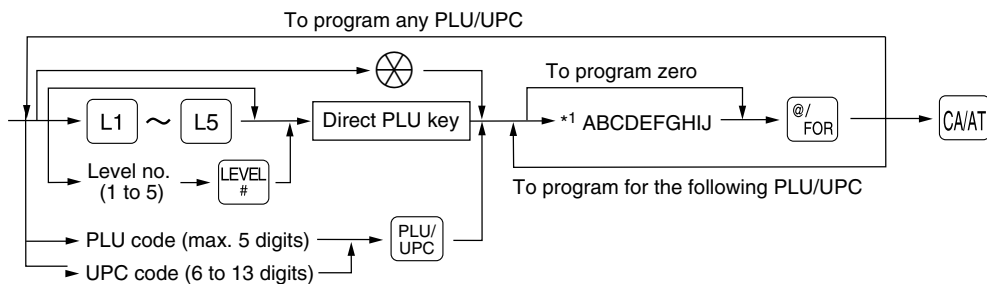 To program any PLU/UPC
To program zero
L1 ～ L5
Direct PLU key
*1 ABCDEFGHIJ
@/
FOR
CA/AT
Level no.
(1 to 5)
LEVEL
#
To program for the following PLU/UPC
PLU code (max. 5 digits)
PLU/
UPC
UPC code (6 to 13 digits)